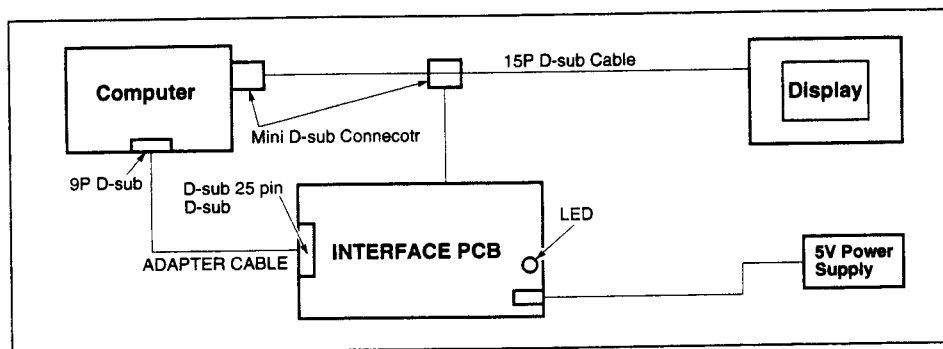 15P D-sub Cable
Computer
Display
Mini D-sub Connecotr
9P D-sub
D-sub 25 pin
D-sub
LED
ADAPTER CABLE
INTERFACE PCB
5V Power
Supply